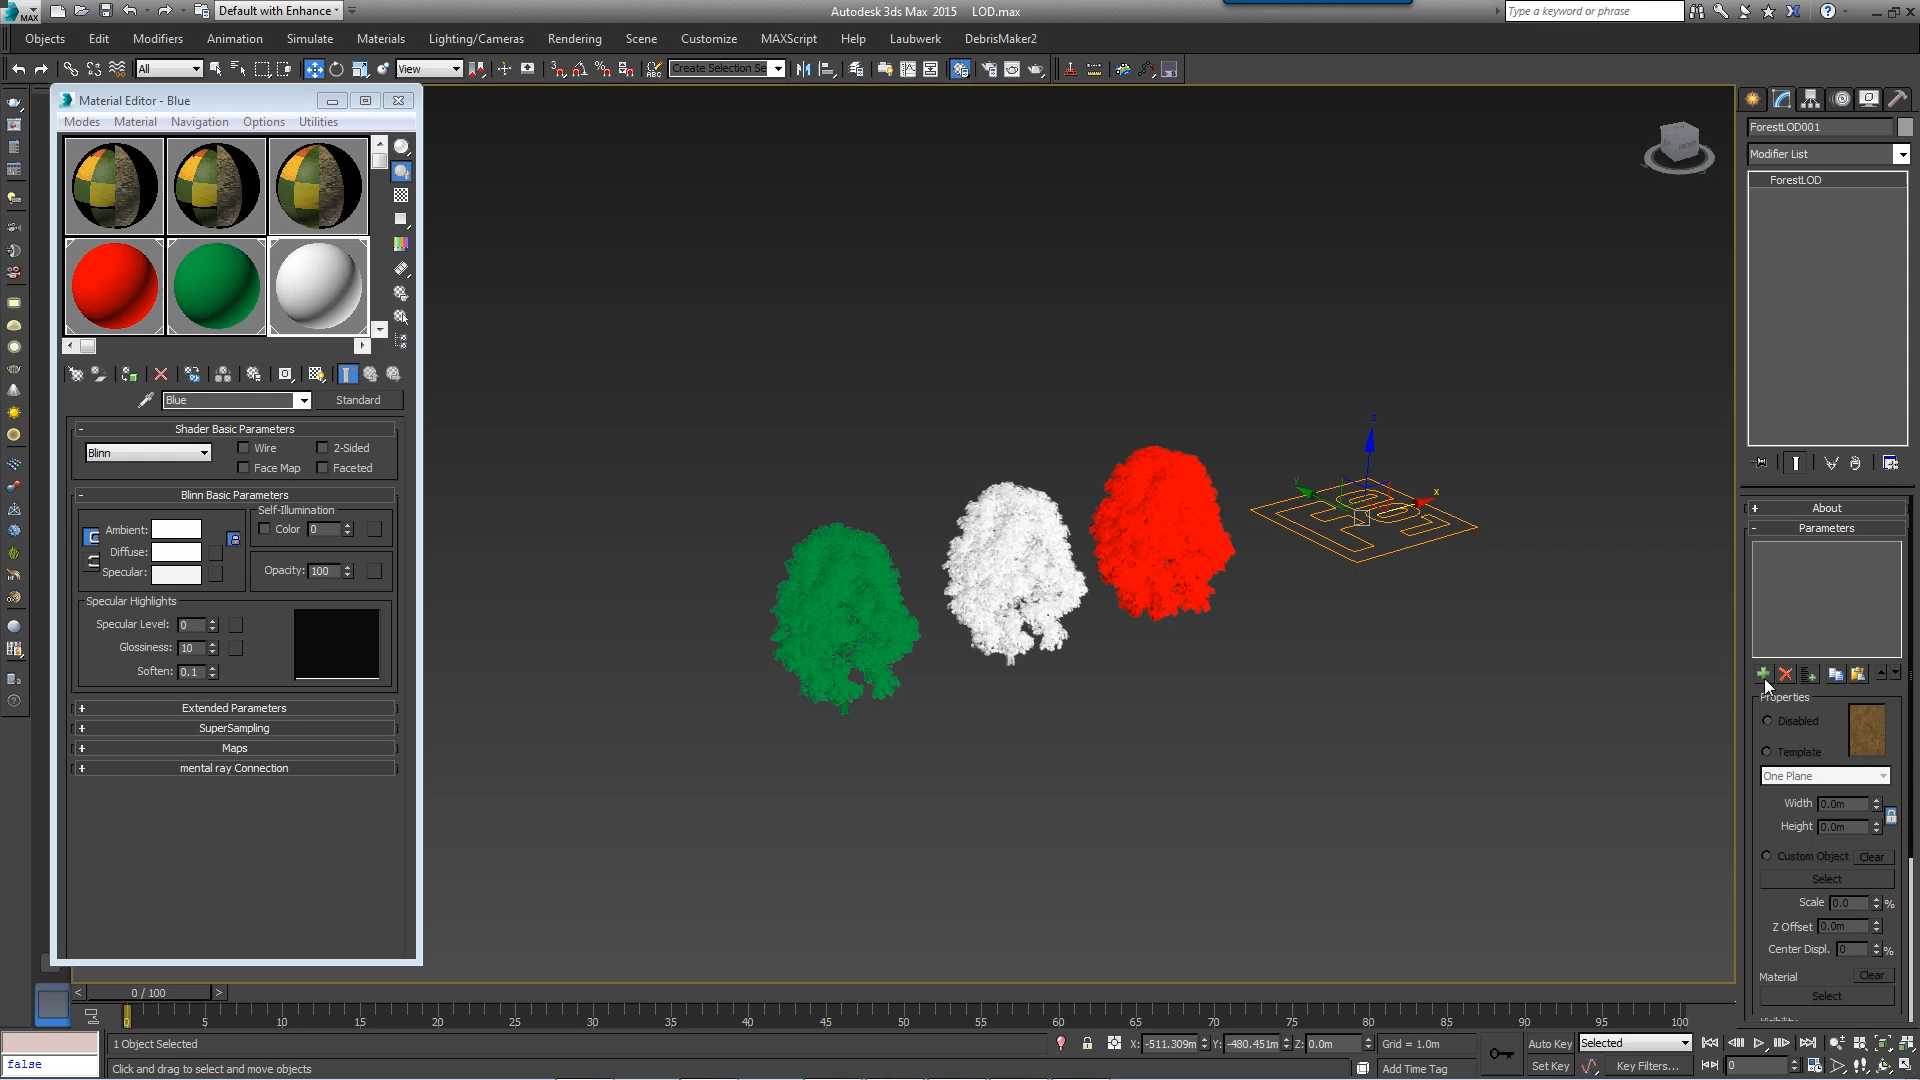 MAX
Default with Enhance
Autodesk 3ds Max 2015 LOD.max
Type a keyword or phrase
Objects Edit Modifiers Animation Simulate Materials Lighting/Cameras Rendering Scene Customize MAXScript Help Laubwerk DebrisMaker2
All
View
Create Selection Se
Material Editor - Blue
Modes Material Navigation Options Utilities
Blue
Standard
Shader Basic Parameters
Blinn
Wire
2-Sided
Face Map
Faceted
Blinn Basic Parameters
Self-Illumination
Ambient:
Color 0
Diffuse:
Specular:
Opacity: 100
Specular Highlights
Specular Level: 0
Glossiness: 10
Soften: 0.1
Extended Parameters
SuperSampling
Maps
mental ray Connection
z
y
x
FRONT
ForestLOD001
Modifier List
ForestLOD
About
Parameters
Properties
Disabled
Template
One Plane
Width 0.0m
Height 0.0m
Custom Object Clear
Select
Scale 0.0 %
Z Offset 0.0m
Center Displ. 0 %
Material Clear
Select
0 / 100
0 5 10 15 20 25 30 35 40 45 50 55 60 65 70 75 80 85 90 95 100
1 Object Selected
X: -511.309m Y: -480.451m Z: 0.0m
Grid = 1.0m
Auto Key
Selected
false
Click and drag to select and move objects
Add Time Tag
Set Key
Key Filters...
0